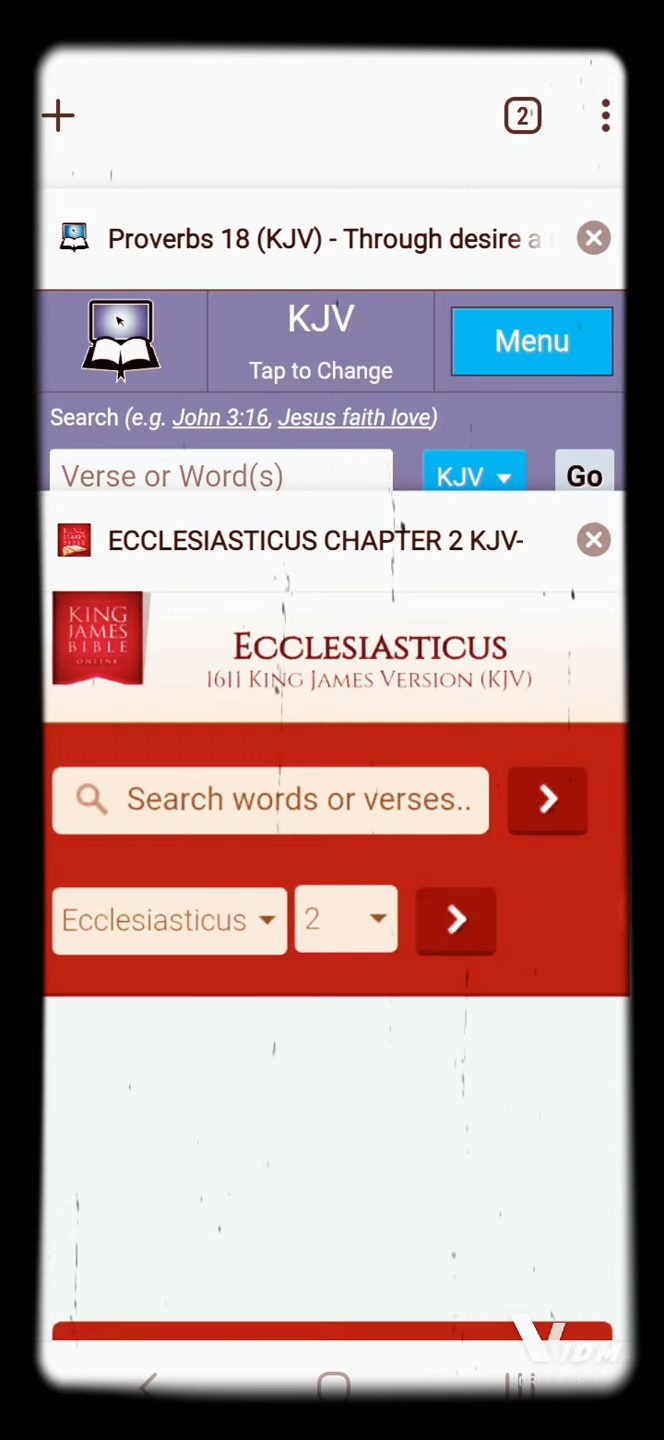 2
Proverbs 18 (KJV) - Through desire a
KJV
Tap to Change
Menu
Search (e.g. John 3:16, Jesus faith love)
Verse or Word(s)
KJV
Go
ECCLESIASTICUS CHAPTER 2 KJV-
KING
JAMES
BIBLE
ONLINE
ECCLESIASTICUS
1611 KING JAMES VERSION (KJV)
Search words or verses..
Ecclesiasticus
2
VIDM